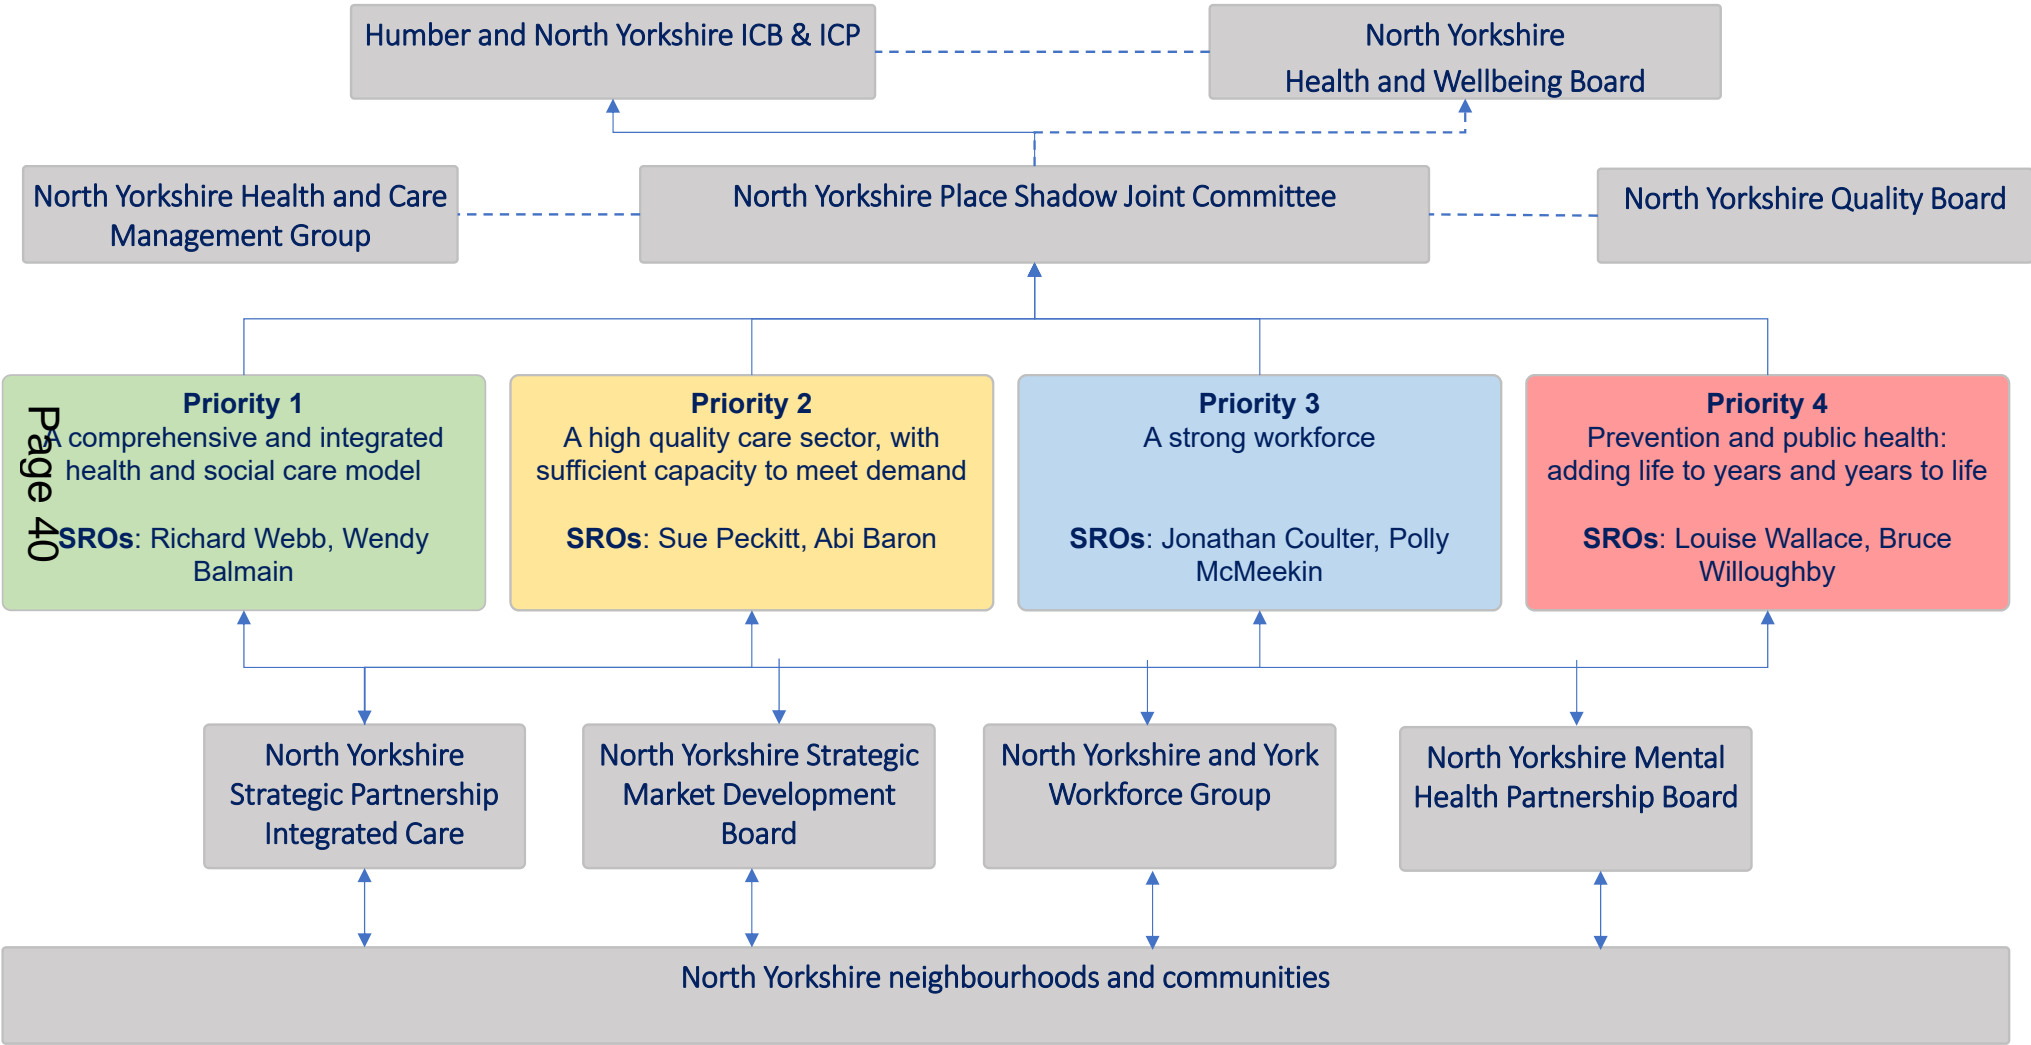 Humber and North Yorkshire ICB & ICP
North Yorkshire
Health and Wellbeing Board
North Yorkshire Health and Care
Management Group
North Yorkshire Place Shadow Joint Committee
North Yorkshire Quality Board
Priority 1
A comprehensive and integrated
health and social care model
SROs: Richard Webb, Wendy
Balmain
Priority 2
A high quality care sector, with
sufficient capacity to meet demand
SROs: Sue Peckitt, Abi Baron
Priority 3
A strong workforce
SROs: Jonathan Coulter, Polly
McMeekin
Priority 4
Prevention and public health:
adding life to years and years to life
SROs: Louise Wallace, Bruce
Willoughby
Page 40
North Yorkshire
Strategic Partnership
Integrated Care
North Yorkshire Strategic
Market Development
Board
North Yorkshire and York
Workforce Group
North Yorkshire Mental
Health Partnership Board
North Yorkshire neighbourhoods and communities